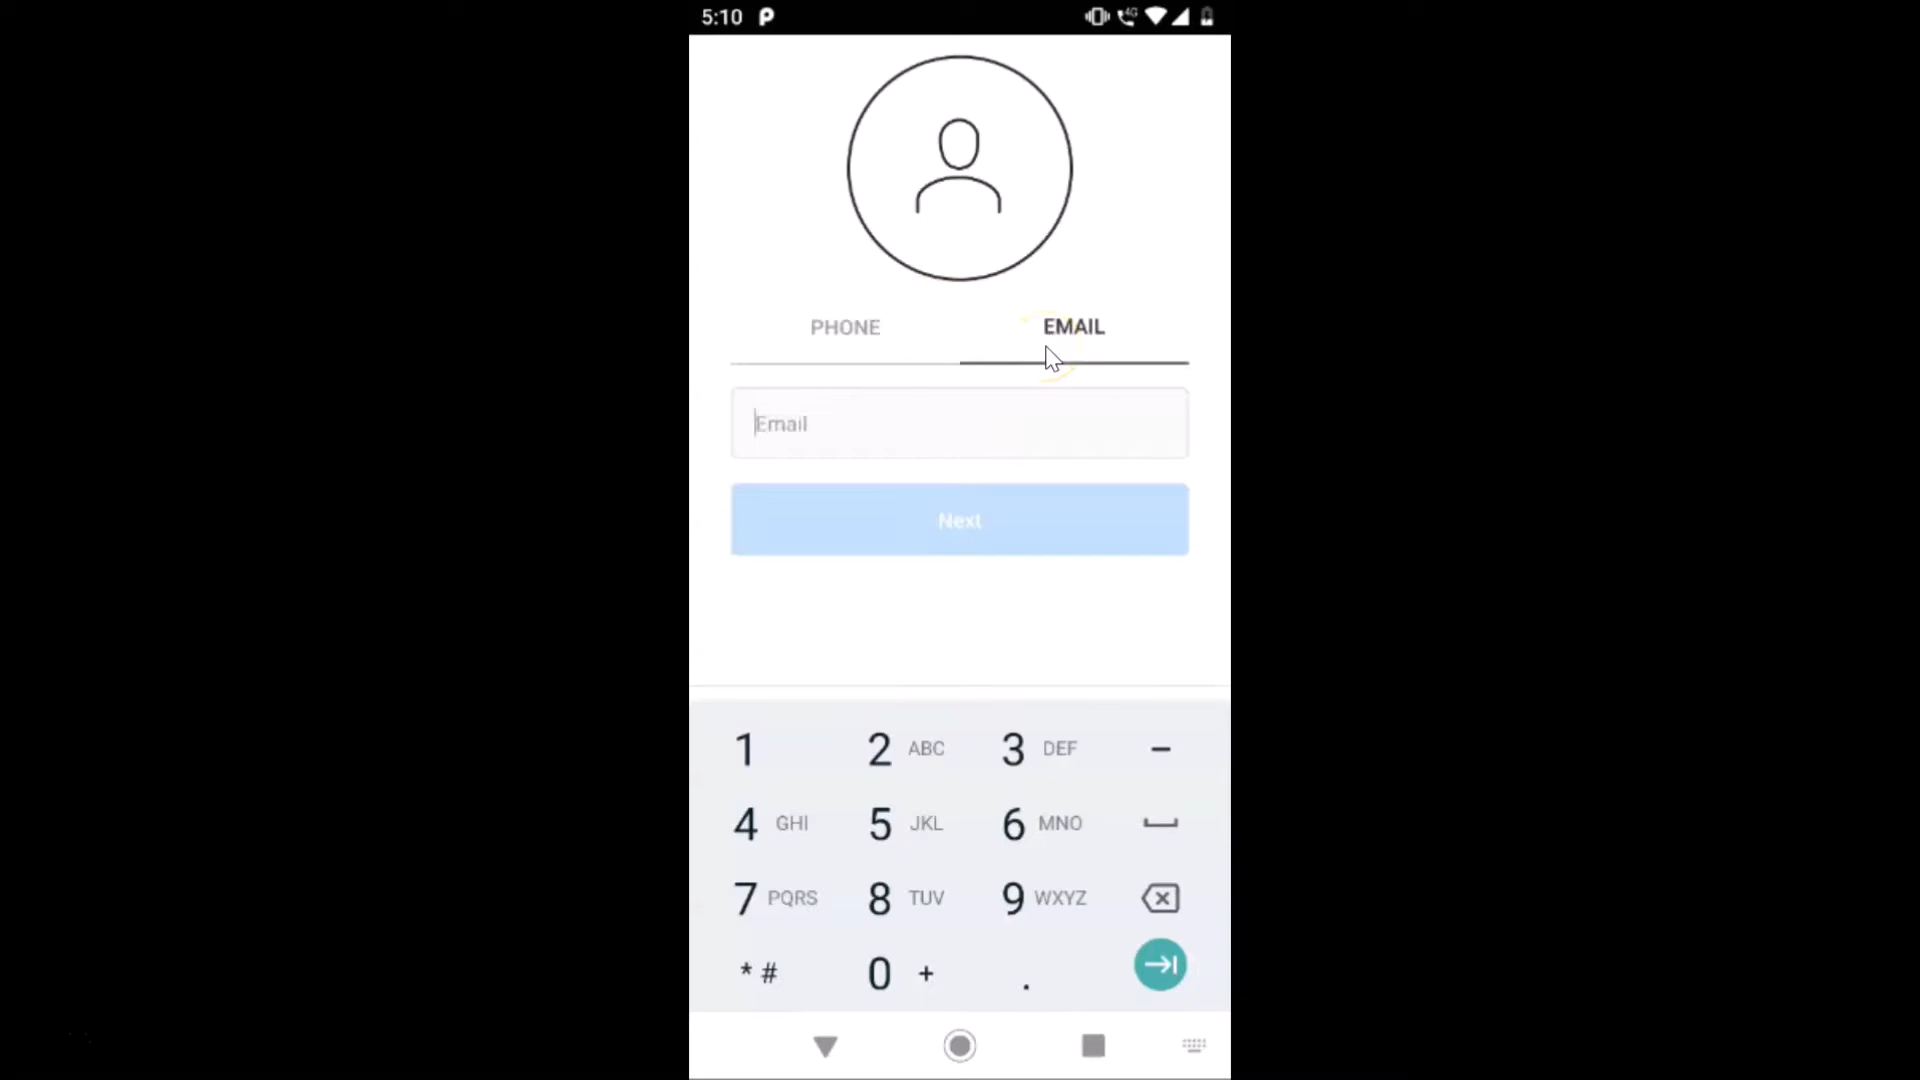 5:10
4G
PHONE EMAIL
Email
Next
1 2 ABC 3 DEF -
4 GHI 5 JKL 6 MNO
7 PQRS 8 TUV 9 WXYZ
* # 0 + .